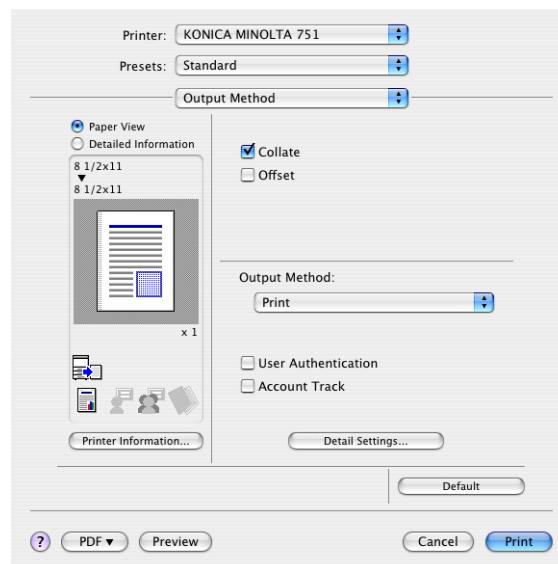 Printer: KONICA MINOLTA 751
Presets: Standard
Output Method
Paper View
Detailed Information
8 1/2x11
8 1/2x11
x 1
Printer Information...
Collate
Offset
Output Method:
Print
User Authentication
Account Track
Detail Settings...
Default
? PDF Preview Cancel Print